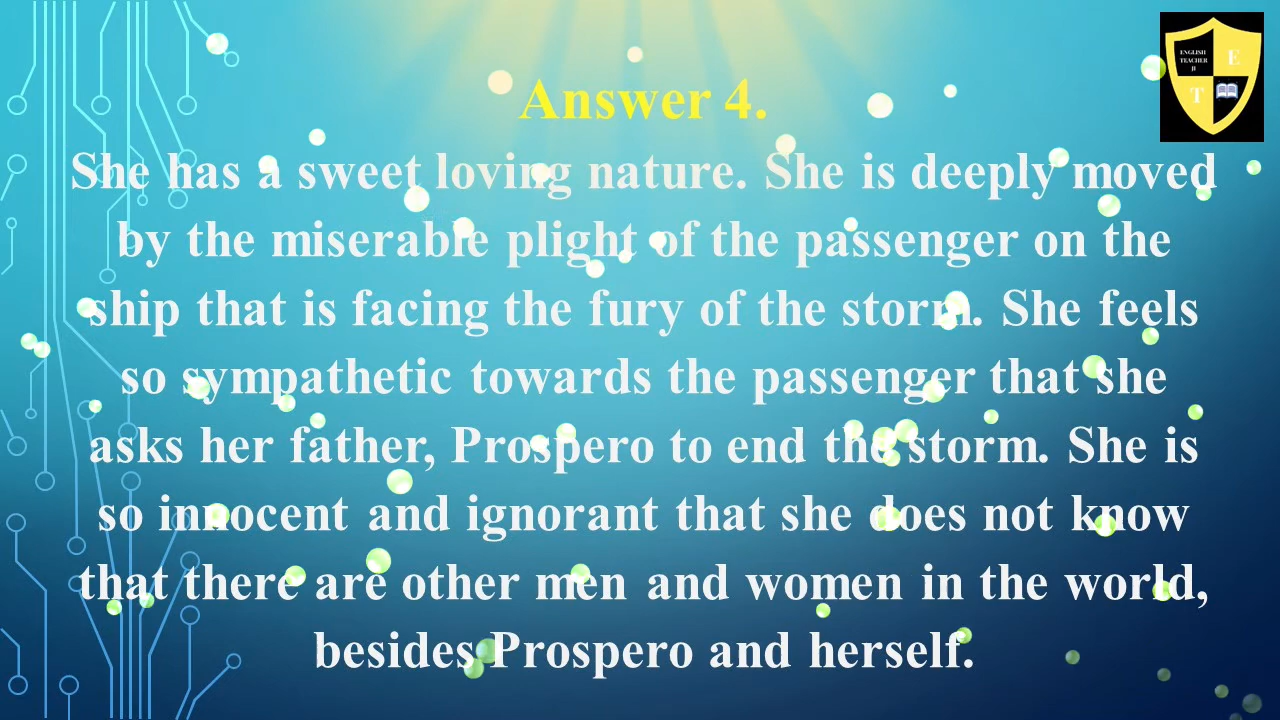 ENGLISH
TEACHER
JI
E
T
Answer 4.
She has a sweet loving nature. She is deeply moved
by the miserable plight of the passenger on the
ship that is facing the fury of the storm. She feels
so sympathetic towards the passenger that she
asks her father, Prospero to end the storm. She is
so innocent and ignorant that she does not know
that there are other men and women in the world,
besides Prospero and herself.